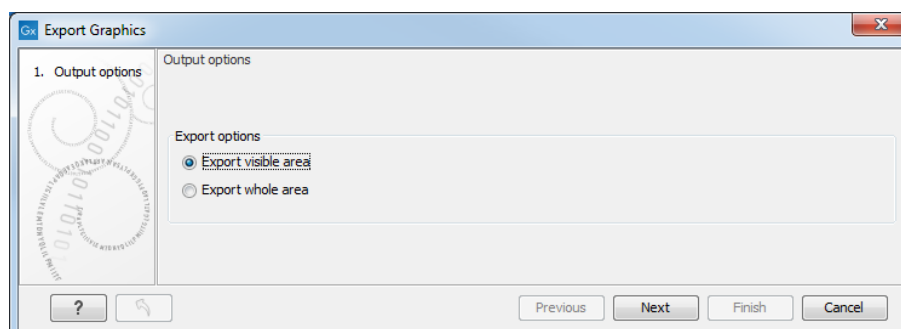 Gx Export Graphics
1. Output options
Output options
Export options
Export visible area
Export whole area
?
Previous
Next
Finish
Cancel